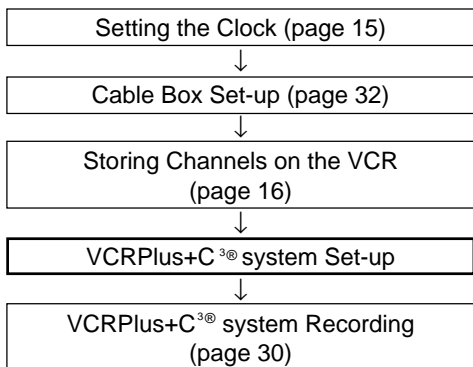 Setting the Clock (page 15)
↓
Cable Box Set-up (page 32)
↓
Storing Channels on the VCR
(page 16)
↓
VCRPlus+C³® system Set-up
↓
VCRPlus+C³® system Recording
(page 30)